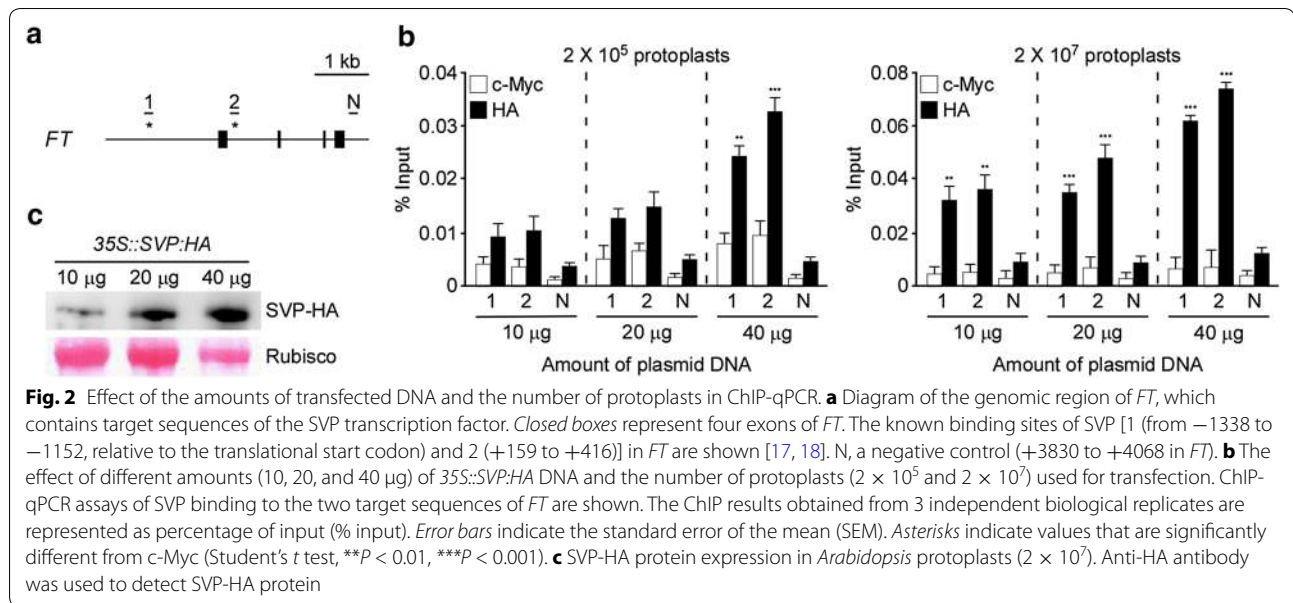 a
1 kb
1
2
N
*
*
FT
b
2 X 10⁵ protoplasts
0.04
0.03
0.02
0.01
0
% Input
c-Myc
HA
**
***
1 2 N 1 2 N 1 2 N
10 µg 20 µg 40 µg
Amount of plasmid DNA
2 X 10⁷ protoplasts
0.08
0.06
0.04
0.02
0
% Input
c-Myc
HA
** ** *** *** *** ***
1 2 N 1 2 N 1 2 N
10 µg 20 µg 40 µg
Amount of plasmid DNA
c
35S::SVP:HA
10 µg 20 µg 40 µg
SVP-HA
Rubisco
Fig. 2 Effect of the amounts of transfected DNA and the number of protoplasts in ChIP-qPCR. a Diagram of the genomic region of FT, which
contains target sequences of the SVP transcription factor. Closed boxes represent four exons of FT. The known binding sites of SVP [1 (from −1338 to
−1152, relative to the translational start codon) and 2 (+159 to +416)] in FT are shown [17, 18]. N, a negative control (+3830 to +4068 in FT). b The
effect of different amounts (10, 20, and 40 µg) of 35S::SVP:HA DNA and the number of protoplasts (2 × 10⁵ and 2 × 10⁷) used for transfection. ChIP-
qPCR assays of SVP binding to the two target sequences of FT are shown. The ChIP results obtained from 3 independent biological replicates are
represented as percentage of input (% input). Error bars indicate the standard error of the mean (SEM). Asterisks indicate values that are significantly
different from c-Myc (Student's t test, **P < 0.01, ***P < 0.001). c SVP-HA protein expression in Arabidopsis protoplasts (2 × 10⁷). Anti-HA antibody
was used to detect SVP-HA protein